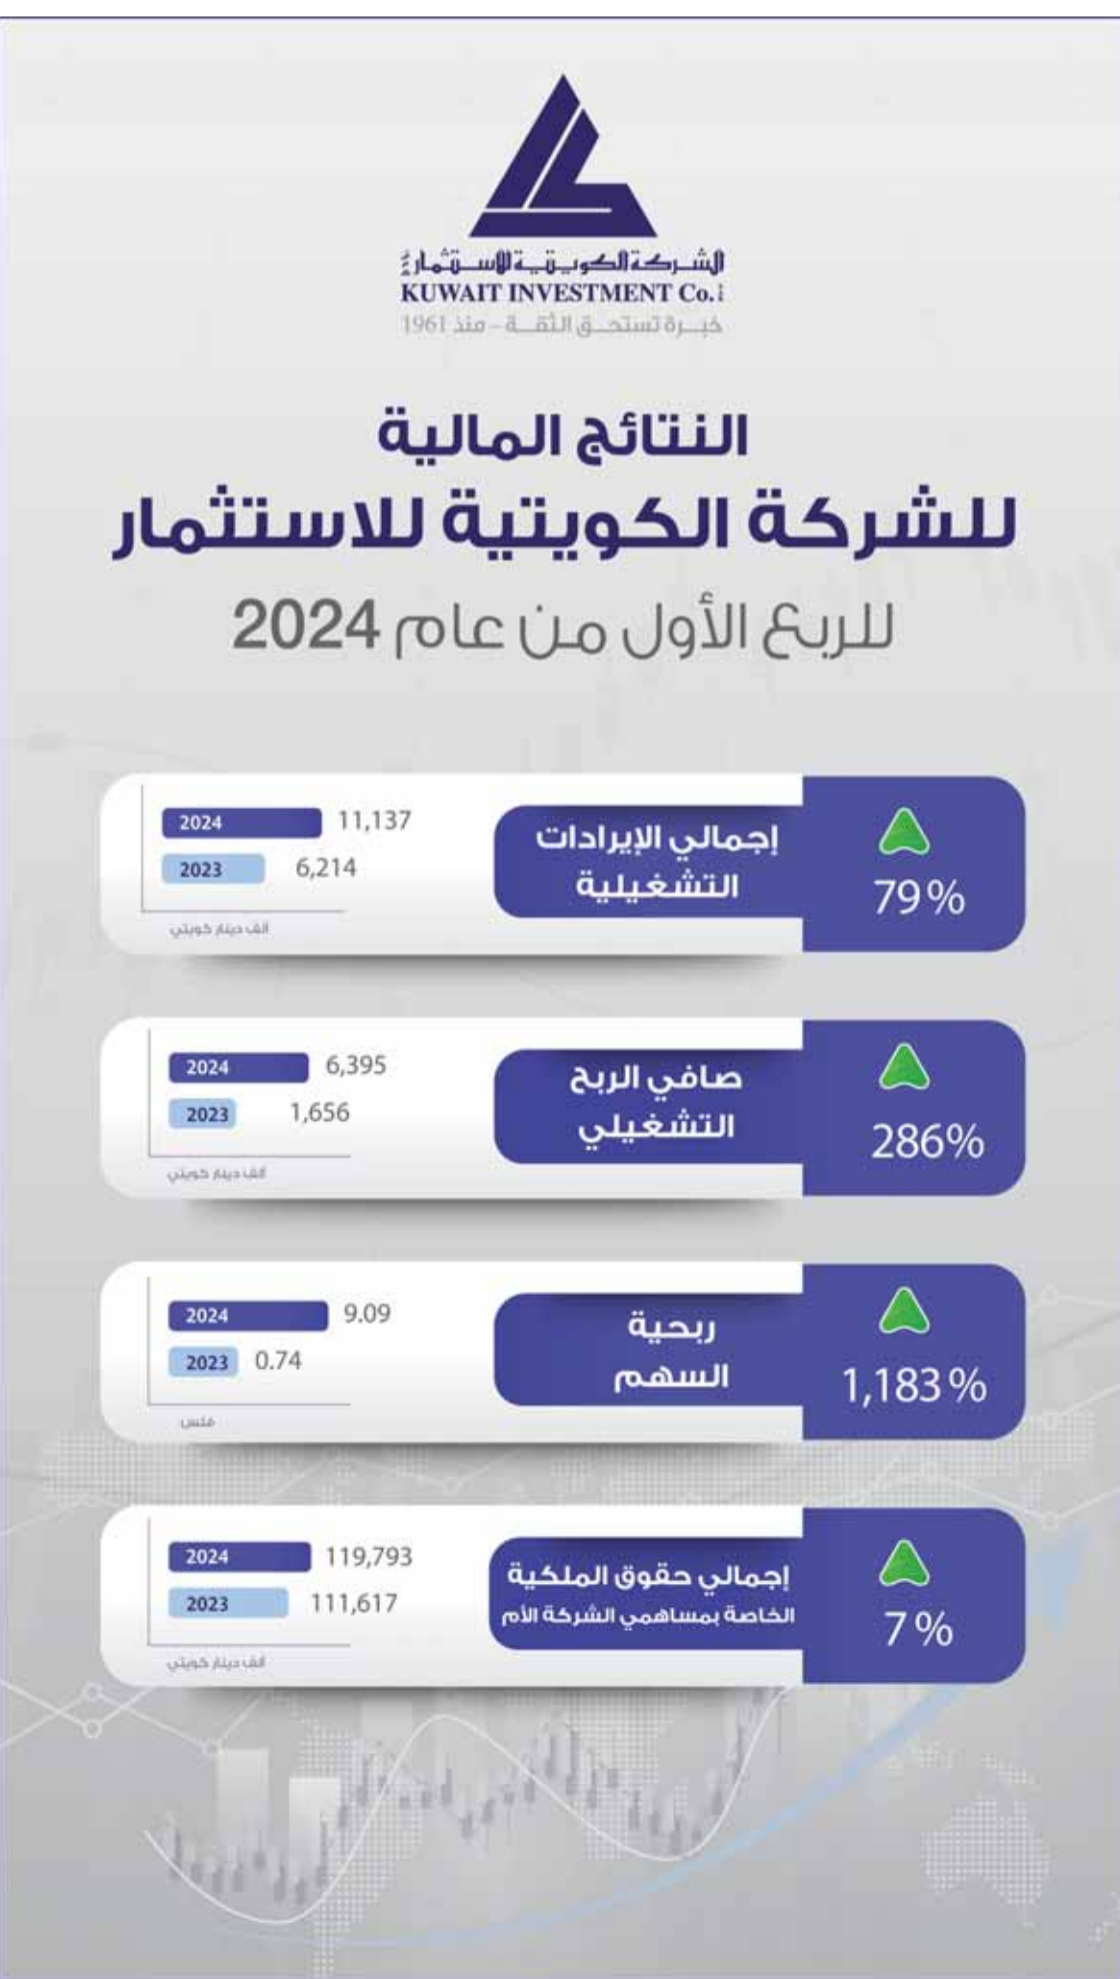 الشركة الكويتية للاستثمار
KUWAIT INVESTMENT Co.
خبرة تستحق الثقة - منذ 1961
النتائج المالية
للشركة الكويتية للاستثمار
للربع الأول من عام 2024
إجمالي الإيرادات
التشغيلية
79%
2024 11,137
2023 6,214
ألف دينار كويتي
صافي الربح
التشغيلي
286%
2024 6,395
2023 1,656
ألف دينار كويتي
ربحية
السهم
1,183%
2024 9.09
2023 0.74
فلس
إجمالي حقوق الملكية
الخاصة بمساهمي الشركة الأم
7%
2024 119,793
2023 111,617
ألف دينار كويتي